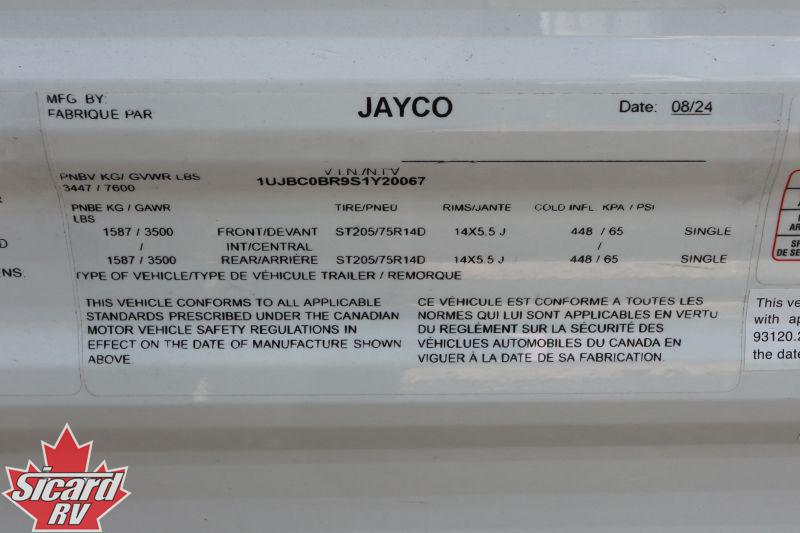 MFG BY:
FABRIQUE PAR
JAYCO
Date: 08/24
V.I.N./N.I.V
PNBV KG/ GVWR LBS
3447 / 7600
1UJBC0BR9S1Y20067
PNBE KG / GAWR LBS TIRE/PNEU RIMS/JANTE COLD INFL. KPA / PSI
1587 / 3500 FRONT/DEVANT ST205/75R14D 14X5.5 J 448 / 65 SINGLE
/ INT/CENTRAL /
1587 / 3500 REAR/ARRIÈRE ST205/75R14D 14X5.5 J 448 / 65 SINGLE
TYPE OF VEHICLE/TYPE DE VÉHICULE TRAILER / REMORQUE
THIS VEHICLE CONFORMS TO ALL APPLICABLE
STANDARDS PRESCRIBED UNDER THE CANADIAN
MOTOR VEHICLE SAFETY REGULATIONS IN
EFFECT ON THE DATE OF MANUFACTURE SHOWN
ABOVE.
CE VÉHICULE EST CONFORME A TOUTES LES
NORMES QUI LUI SONT APPLICABLES EN VERTU
DU REGLÉMENT SUR LA SÉCURITÉ DES
VÉHICLUES AUTOMOBILES DU CANADA EN
VIGUER À LA DATE DE SA FABRICATION.
ENS.
This ve
with ap
93120.2
the date
Sicard
RV